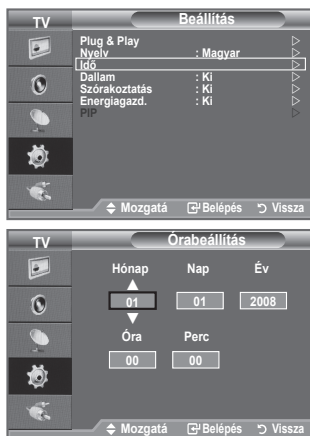 TV
Beállítás
Plug & Play
Nyelv : Magyar
Idő
Dallam : Ki
Szórakoztatás : Ki
Energiagazd. : Ki
PIP
Mozgatá Belépés Vissza
TV
Órabeállítás
Hónap Nap Év
01 01 2008
Óra Perc
00 00
Mozgatá Belépés Vissza